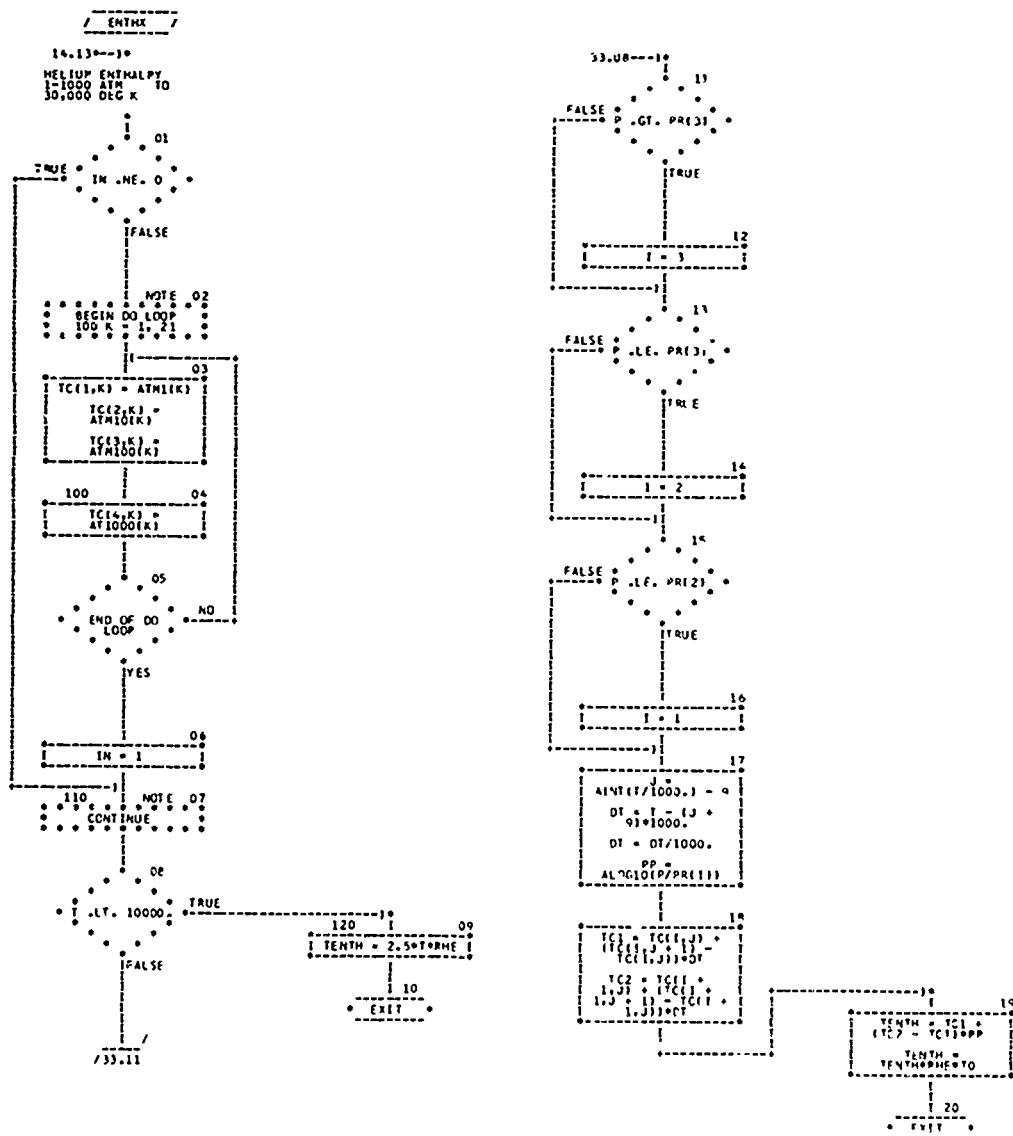 / ENTHX /
14.13
HELIUM ENTHALPY
1-1000 ATM TO
30,000 DEG K
01
TRUE
IN .NE. 0
FALSE
NOTE 02
BEGIN DO LOOP
100 K = 1, 21
03
TC(1,K) = ATM1(K)
TC(2,K) =
ATM10(K)
TC(3,K) =
ATM100(K)
100 04
TC(4,K) =
AT1000(K)
05
END OF DO
LOOP
NO
YES
06
IN = 1
110 NOTE 07
CONTINUE
08
T .LT. 10000.
TRUE
FALSE
120 09
TENTH = 2.5*T*RHE
10
EXIT
/33.11
33.08
11
FALSE
P .GT. PR(3)
TRUE
12
I = 3
13
FALSE
P .LE. PR(3)
TRUE
14
I = 2
15
FALSE
P .LE. PR(2)
TRUE
16
I = 1
17
J =
AINT(T/1000.) - 9
DT = T - (J +
9)*1000.
DT = DT/1000.
PP =
ALOG10(P/PR(I))
18
TC1 = TC(I,J) +
(TC(I,J + 1) -
TC(I,J))*DT
TC2 = TC(I +
1,J) + (TC(I +
1,J + 1) - TC(I +
1,J))*DT
19
TENTH = TC1 +
(TC2 - TC1)*PP
TENTH =
TENTH*RHE*TO
20
EXIT